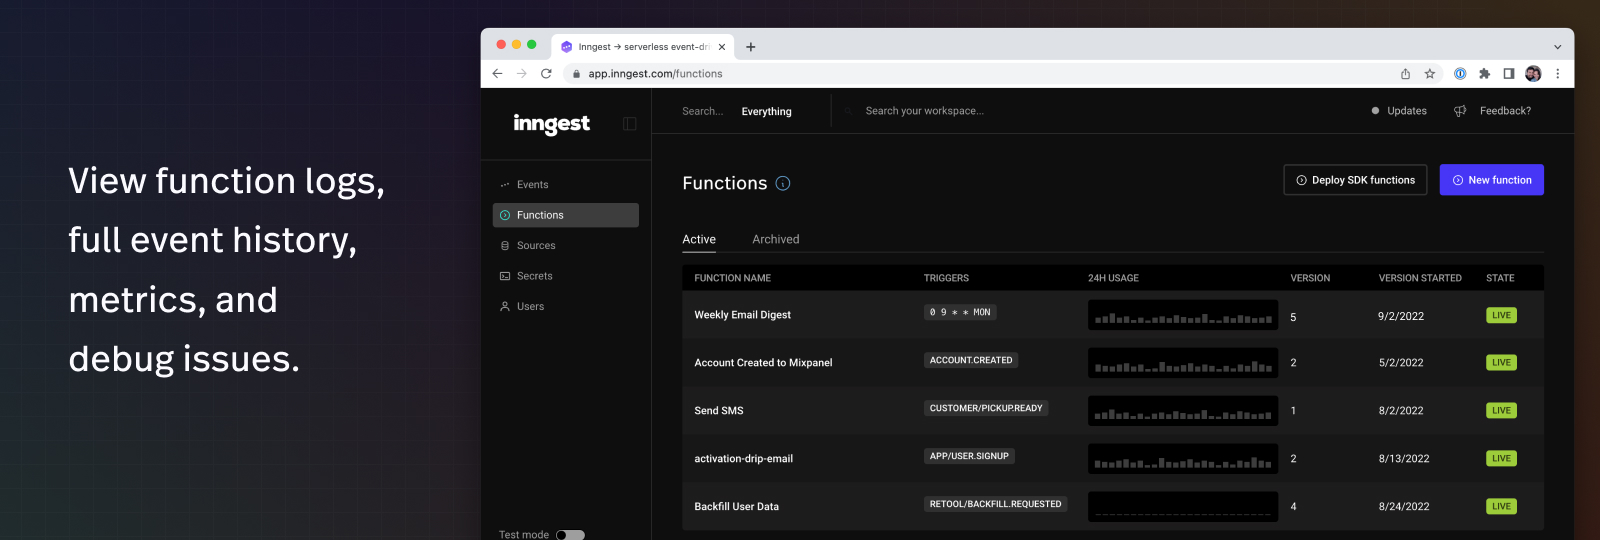 View function logs,
full event history,
metrics, and
debug issues.
Inngest → serverless event-dri
app.inngest.com/functions
inngest
Search... Everything Search your workspace... Updates Feedback?
Events
Functions
Sources
Secrets
Users
Test mode
Functions Deploy SDK functions New function
Active Archived
FUNCTION NAME TRIGGERS 24H USAGE VERSION VERSION STARTED STATE
Weekly Email Digest 0 9 * * MON 5 9/2/2022 LIVE
Account Created to Mixpanel ACCOUNT.CREATED 2 5/2/2022 LIVE
Send SMS CUSTOMER/PICKUP.READY 1 8/2/2022 LIVE
activation-drip-email APP/USER.SIGNUP 2 8/13/2022 LIVE
Backfill User Data RETOOL/BACKFILL.REQUESTED 4 8/24/2022 LIVE